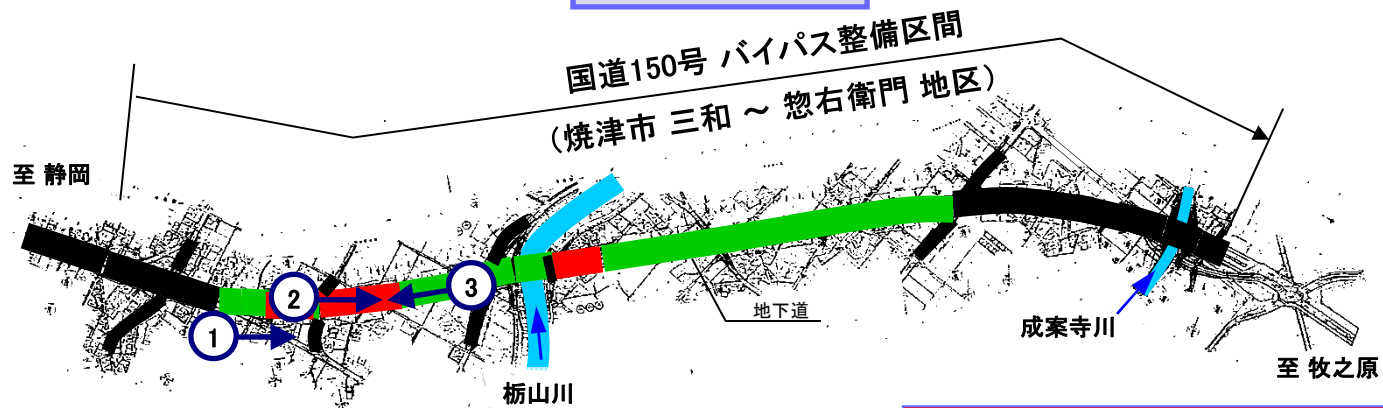 国道150号 バイパス整備区間
(焼津市 三和 ~ 惣右衛門 地区)
至 静岡
1
2
3
地下道
栃山川
成案寺川
至 牧之原